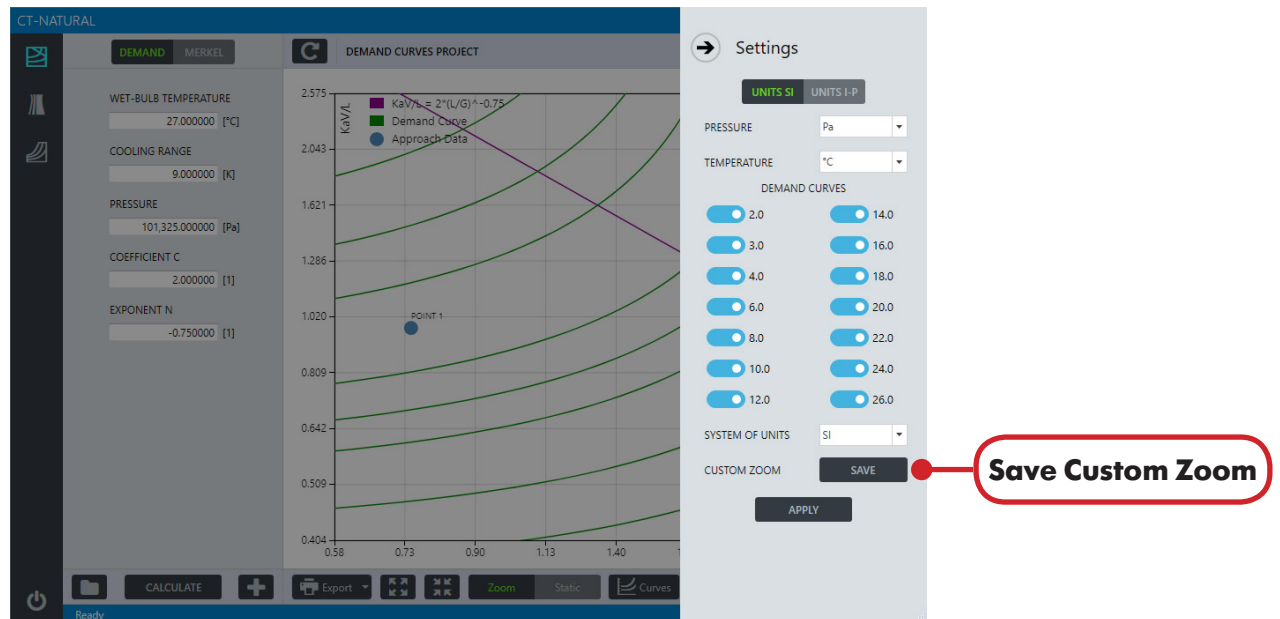 CT-NATURAL
DEMAND MERKEL
WET-BULB TEMPERATURE
27.000000 [°C]
COOLING RANGE
9.000000 [K]
PRESSURE
101,325.000000 [Pa]
COEFFICIENT C
2.000000 [1]
EXPONENT N
-0.750000 [1]
CALCULATE
Ready
DEMAND CURVES PROJECT
KaV/L
KaV/L = 2*(L/G)^-0.75
Demand Curve
Approach Data
2.575
2.043
1.621
1.286
1.020
0.809
0.642
0.509
0.404
POINT 1
0.58 0.73 0.90 1.13 1.40
Export Zoom Static Curves
Settings
UNITS SI UNITS I-P
PRESSURE Pa
TEMPERATURE °C
DEMAND CURVES
2.0 14.0
3.0 16.0
4.0 18.0
6.0 20.0
8.0 22.0
10.0 24.0
12.0 26.0
SYSTEM OF UNITS SI
CUSTOM ZOOM SAVE
APPLY
Save Custom Zoom